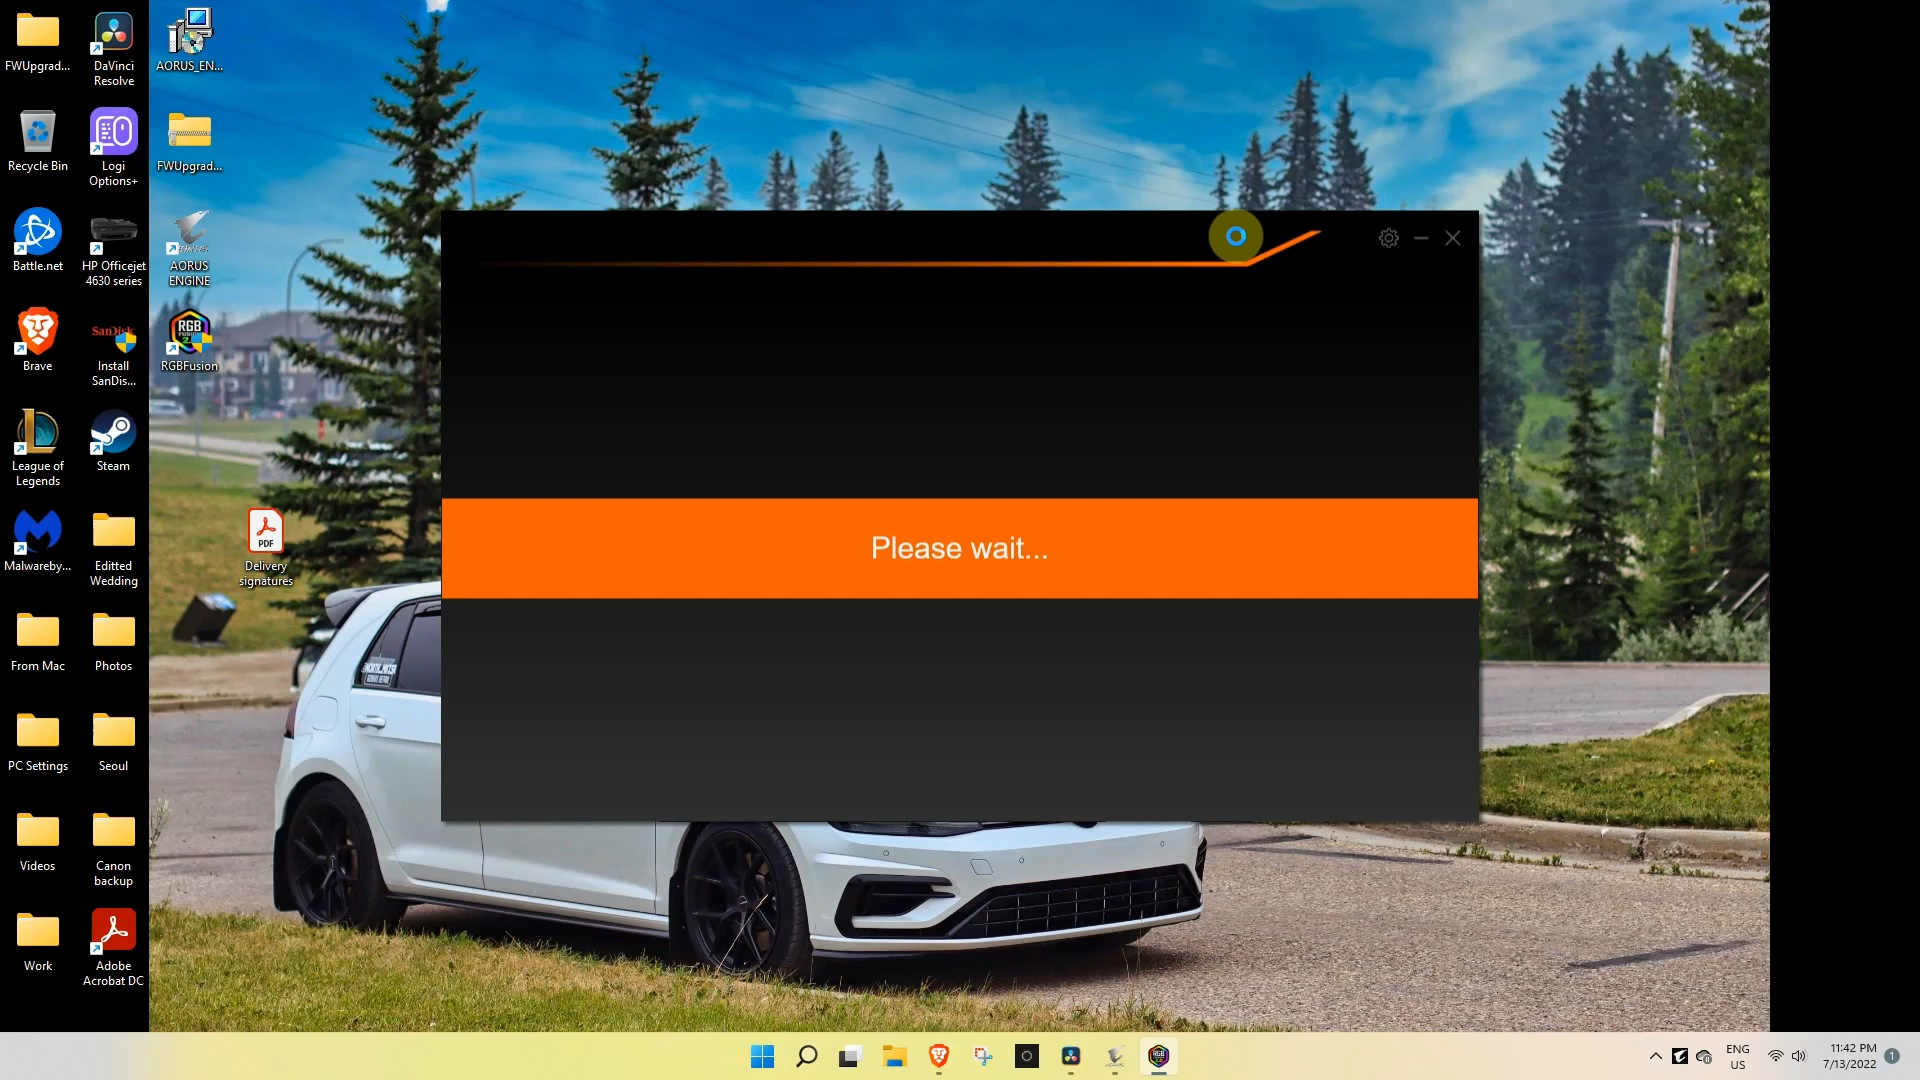 FWUpgrad...
DaVinci
Resolve
AORUS_EN...
Recycle Bin
Logi
Options+
FWUpgrad...
Battle.net
HP Officejet
4630 series
AORUS
ENGINE
Brave
SanDisk
Install
SanDis...
RGB
RGBFusion
League of
Legends
Steam
Malwareby...
Editted
Wedding
PDF
Delivery
signatures
From Mac
Photos
PC Settings
Seoul
Videos
Canon
backup
Work
Adobe
Acrobat DC
Please wait...
ENG
US
11:42 PM
7/13/2022
1